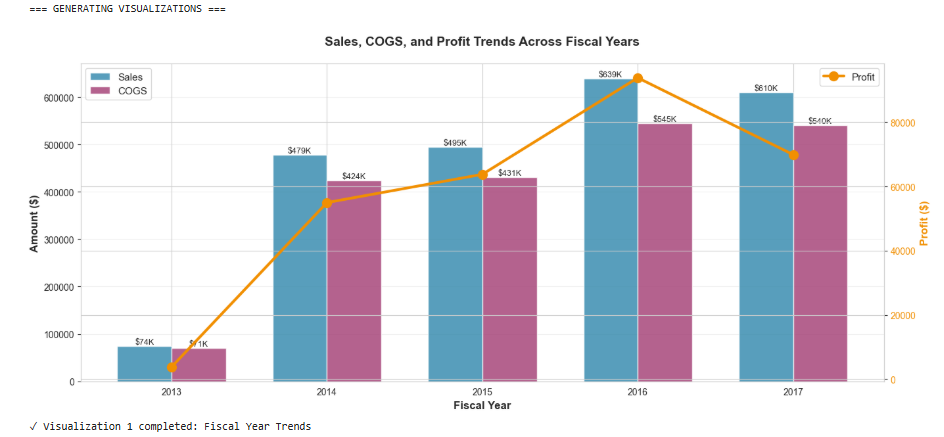 === GENERATING VISUALIZATIONS ===
Sales, COGS, and Profit Trends Across Fiscal Years
Sales
COGS
Profit
Amount ($)
600000
500000
400000
300000
200000
100000
0
$74K
$71K
$479K
$424K
$495K
$431K
$639K
$545K
$610K
$540K
80000
60000
40000
20000
0
Profit ($)
2013 2014 2015 2016 2017
Fiscal Year
✓ Visualization 1 completed: Fiscal Year Trends